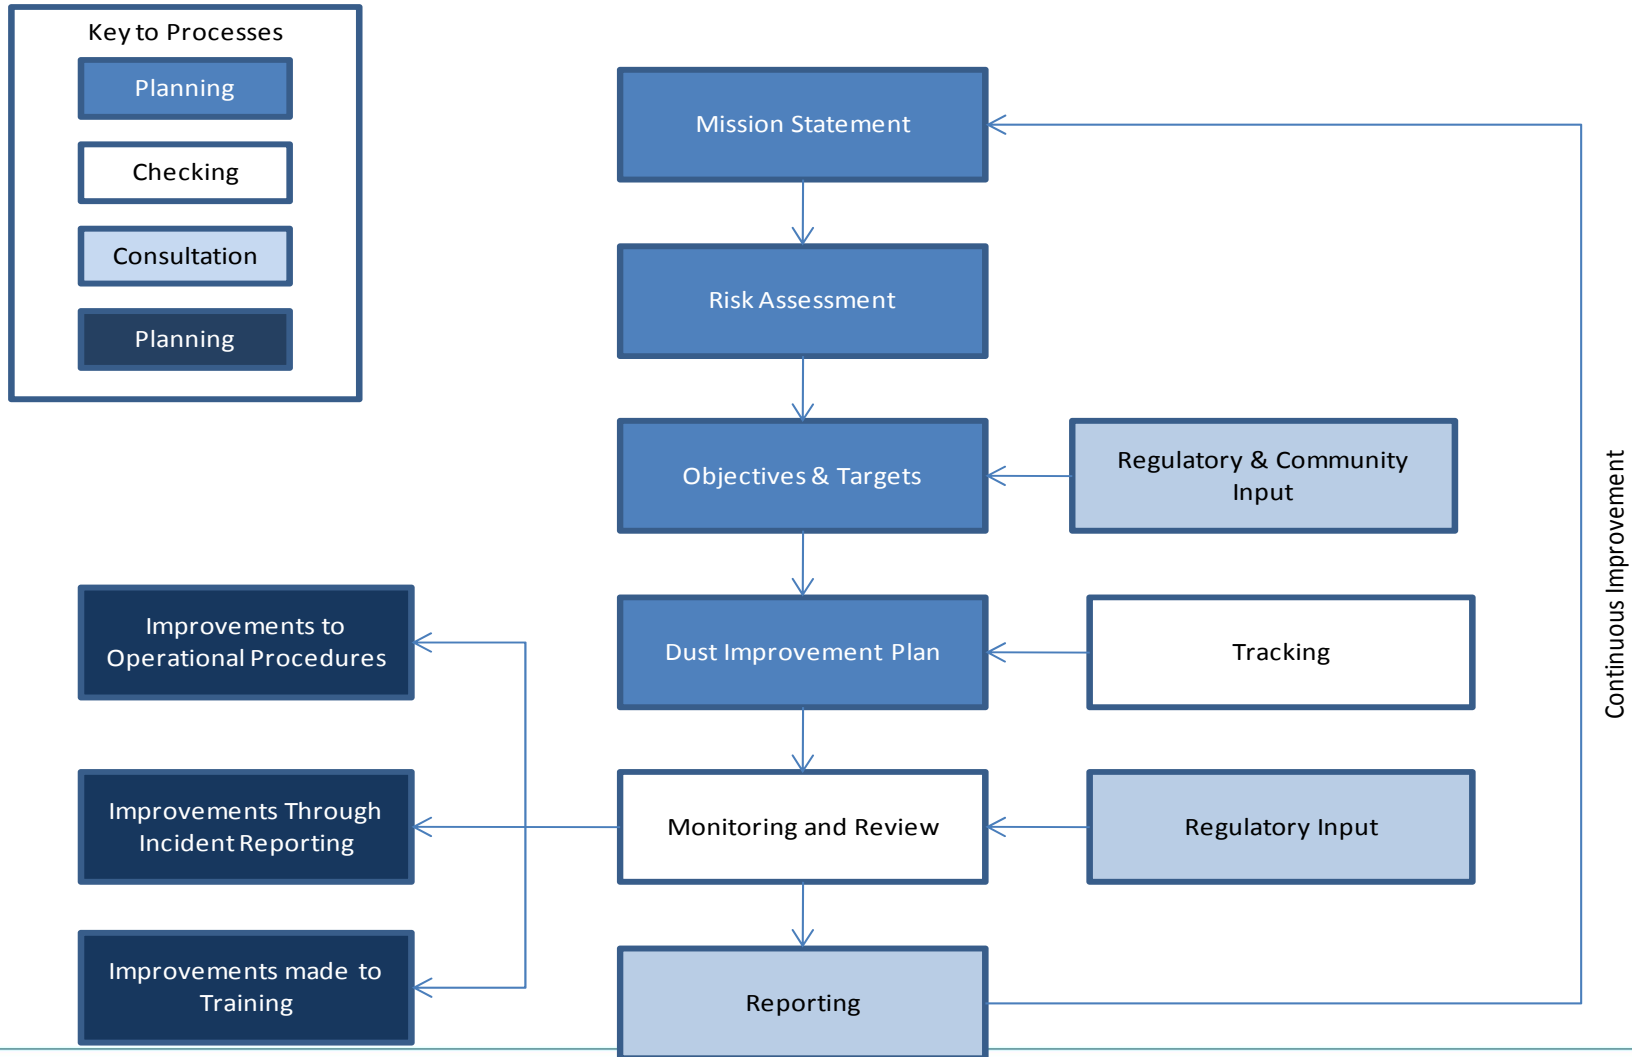 Key to Processes
Planning
Checking
Consultation
Planning
Mission Statement
Risk Assessment
Objectives & Targets
Regulatory & Community
Input
Dust Improvement Plan
Tracking
Improvements to
Operational Procedures
Monitoring and Review
Regulatory Input
Improvements Through
Incident Reporting
Improvements made to
Training
Reporting
Continuous Improvement